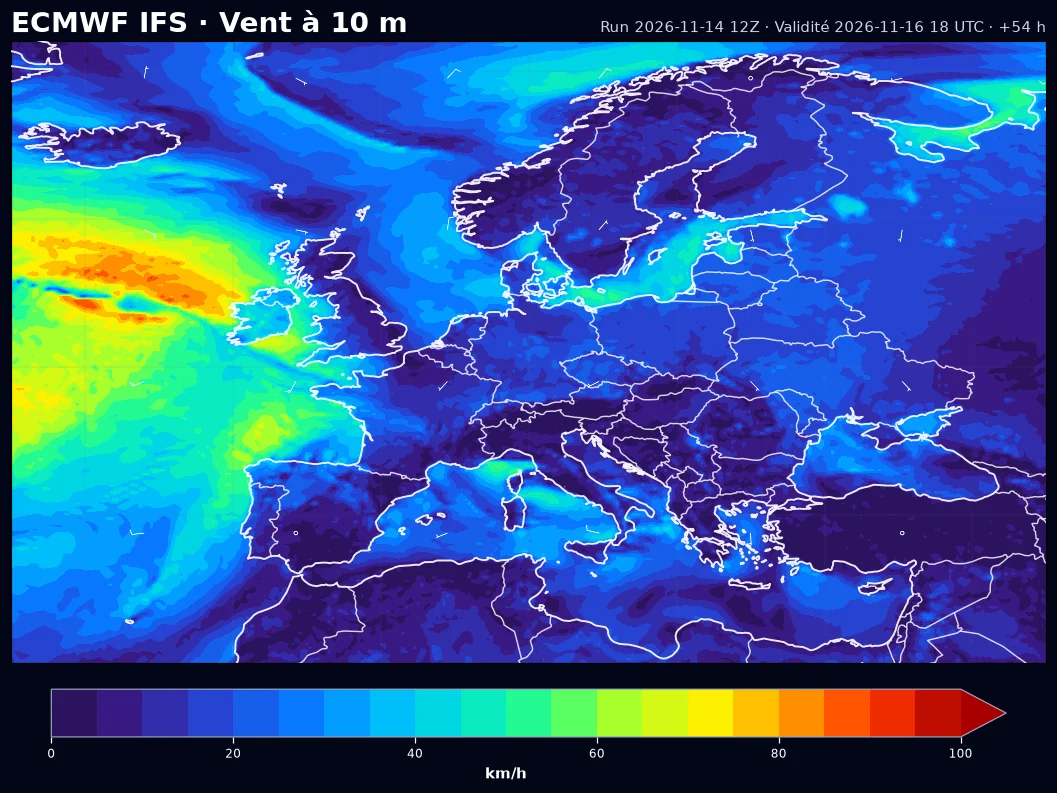 ECMWF IFS · Vent à 10 m
Run 2026-11-14 12Z · Validité 2026-11-16 18 UTC · +54 h
0 20 40 60 80 100
km/h